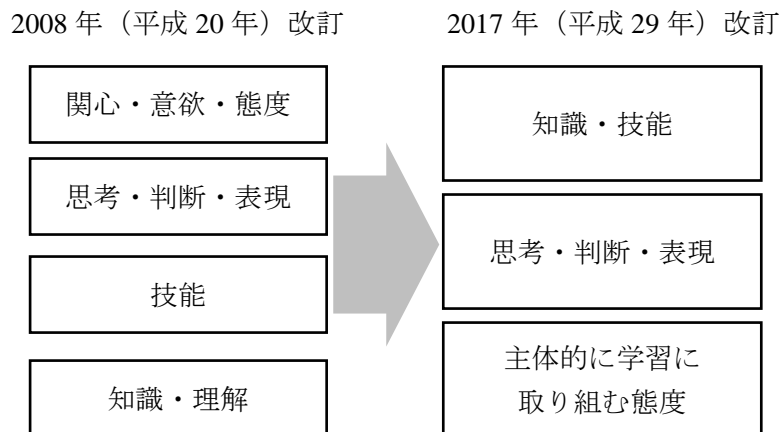 2008 年（平成 20 年）改訂
関心・意欲・態度
思考・判断・表現
技能
知識・理解
2017 年（平成 29 年）改訂
知識・技能
思考・判断・表現
主体的に学習に
取り組む態度